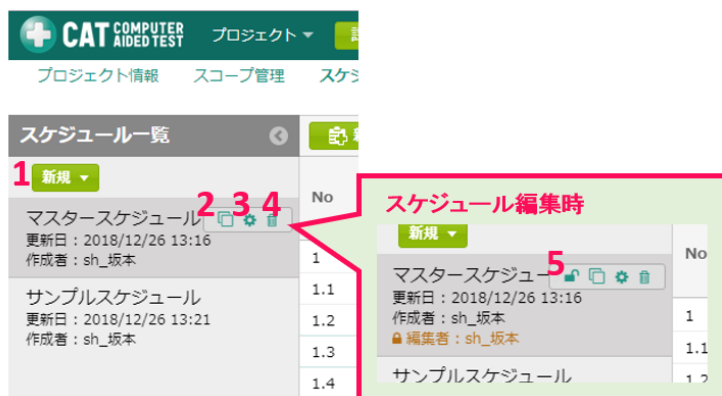 CAT COMPUTER AIDED TEST
プロジェクト
プロジェクト情報 スコープ管理
スケジュール一覧
1
新規
2 3 4
マスタースケジュール
更新日：2018/12/26 13:16
作成者：sh_坂本
サンプルスケジュール
更新日：2018/12/26 13:21
作成者：sh_坂本
No
1
1.1
1.2
1.3
1.4
スケジュール編集時
新規
5
マスタースケジュー
更新日：2018/12/26 13:16
作成者：sh_坂本
編集者：sh_坂本
サンプルスケジュール
No
1
1.1
1.2